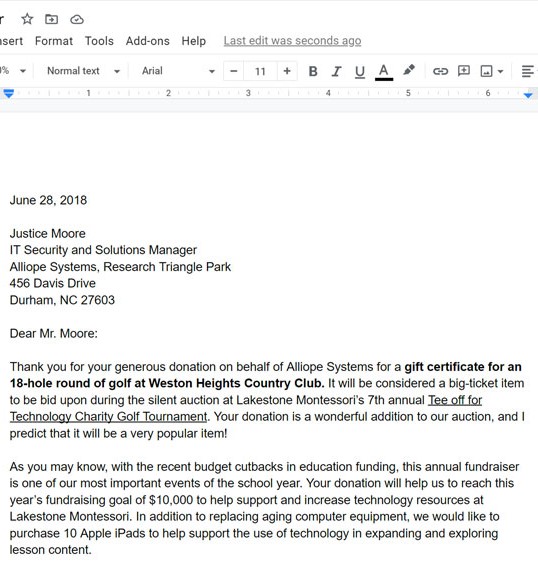 r
nsert Format Tools Add-ons Help Last edit was seconds ago
0% Normal text Arial − 11 + B I U A
1 2 3 4 5 6
June 28, 2018
Justice Moore
IT Security and Solutions Manager
Alliope Systems, Research Triangle Park
456 Davis Drive
Durham, NC 27603
Dear Mr. Moore:
Thank you for your generous donation on behalf of Alliope Systems for a gift certificate for an
18-hole round of golf at Weston Heights Country Club. It will be considered a big-ticket item
to be bid upon during the silent auction at Lakestone Montessori's 7th annual Tee off for
Technology Charity Golf Tournament. Your donation is a wonderful addition to our auction, and I
predict that it will be a very popular item!
As you may know, with the recent budget cutbacks in education funding, this annual fundraiser
is one of our most important events of the school year. Your donation will help us to reach this
year's fundraising goal of $10,000 to help support and increase technology resources at
Lakestone Montessori. In addition to replacing aging computer equipment, we would like to
purchase 10 Apple iPads to help support the use of technology in expanding and exploring
lesson content.